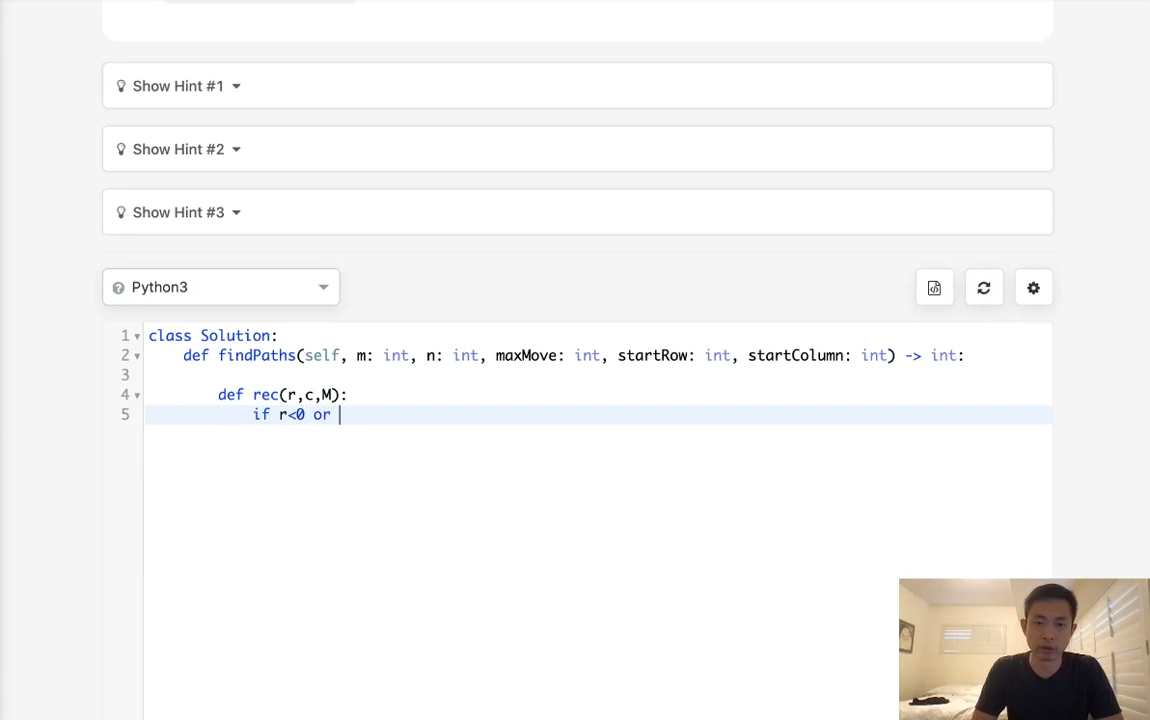 Show Hint #1
Show Hint #2
Show Hint #3
Python3
1 class Solution:
2 def findPaths(self, m: int, n: int, maxMove: int, startRow: int, startColumn: int) -> int:
3
4 def rec(r,c,M):
5 if r<0 or